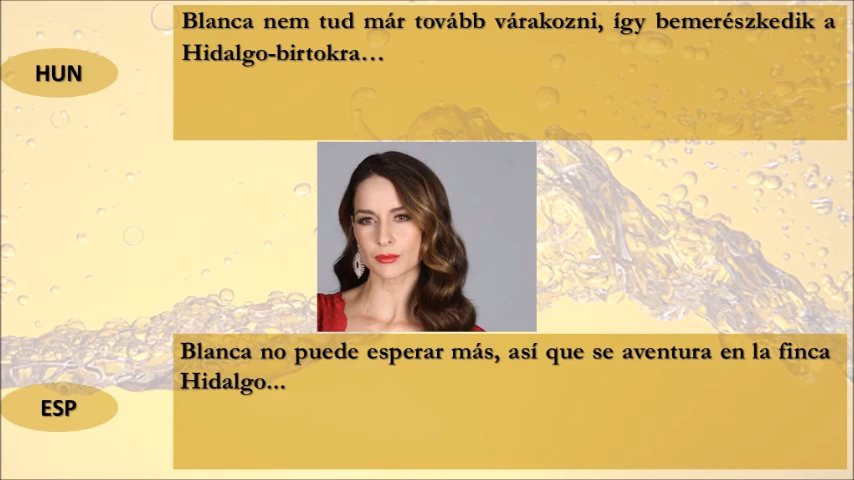 Blanca nem tud már tovább várakozni, így bemerészkedik a
Hidalgo-birtokra…
HUN
Blanca no puede esperar más, así que se aventura en la finca
Hidalgo...
ESP